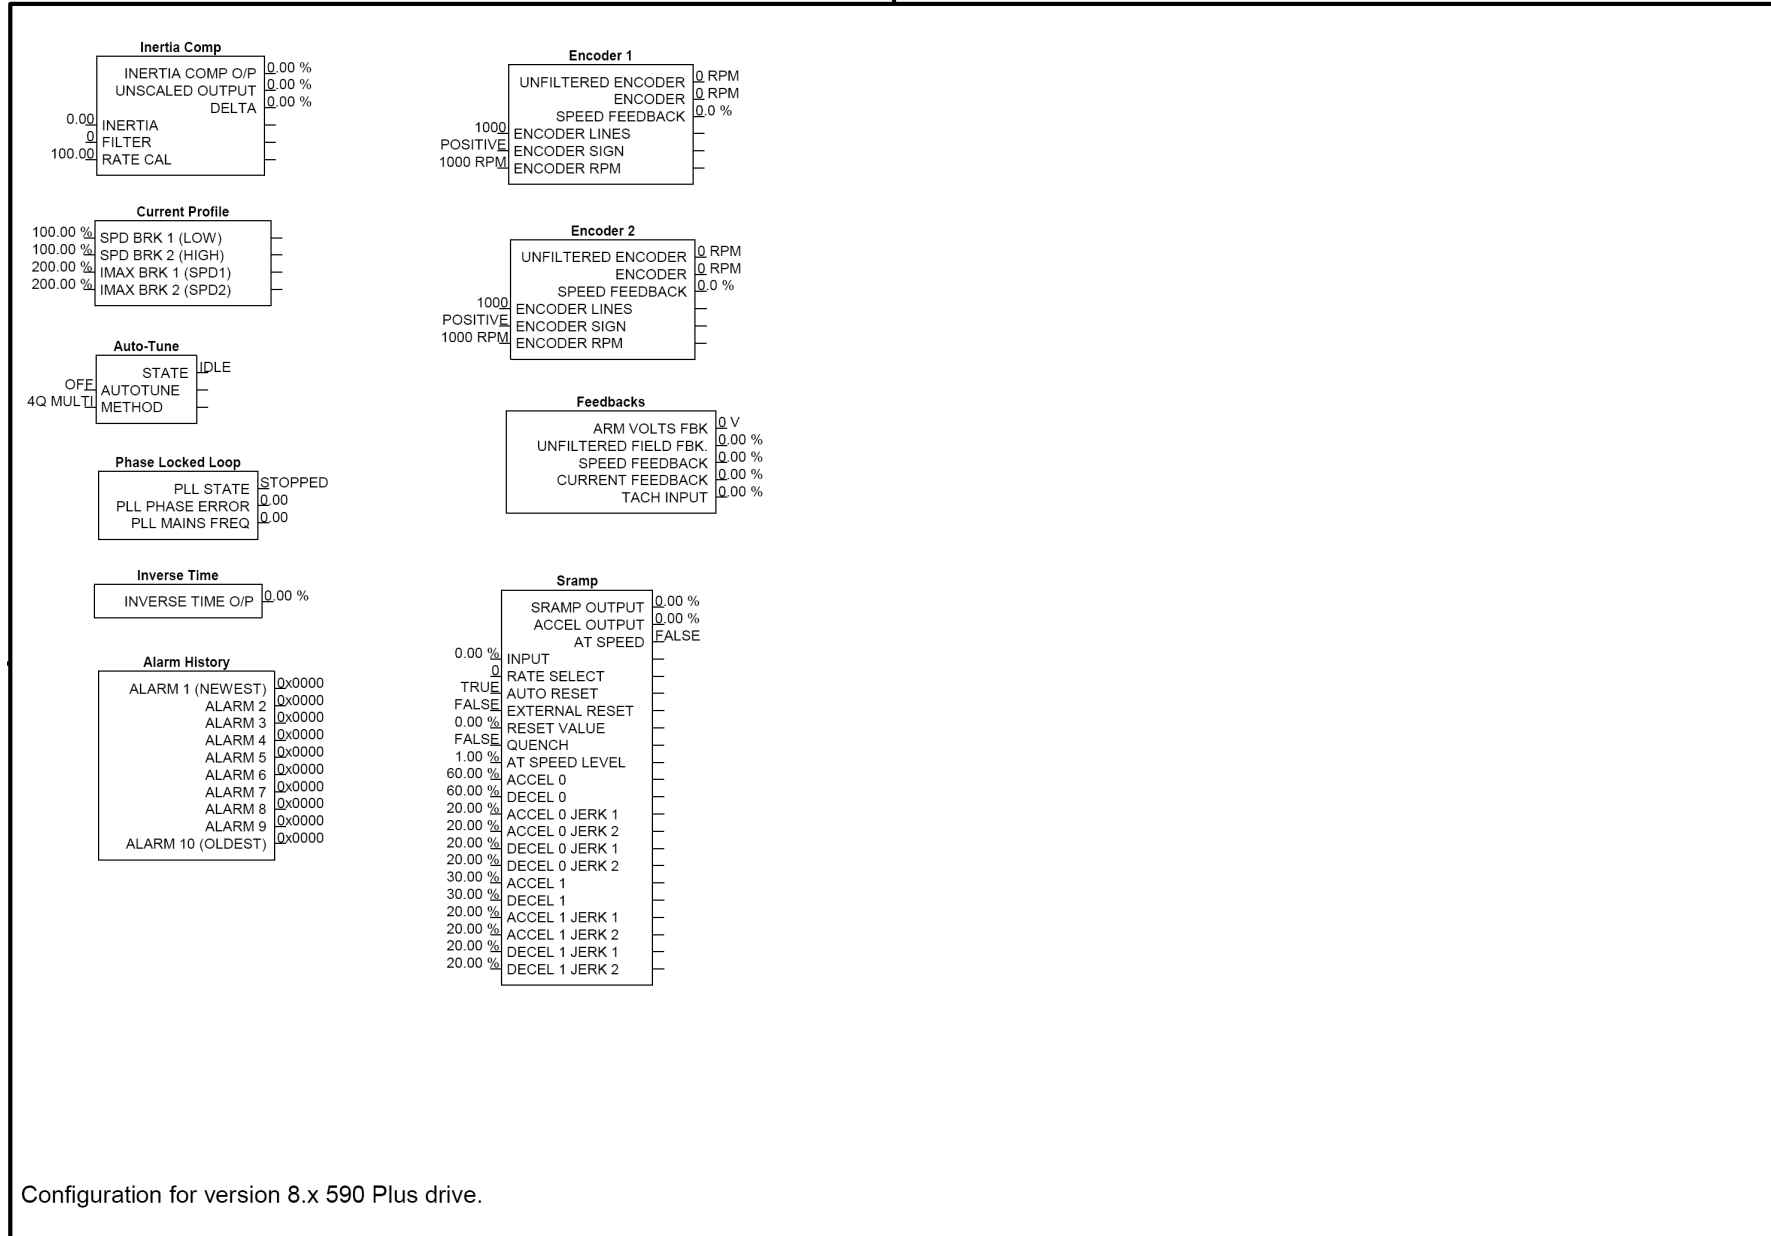 Inertia Comp
INERTIA COMP O/P 0.00 %
UNSCALED OUTPUT 0.00 %
DELTA 0.00 %
0.00 INERTIA
0 FILTER
100.00 RATE CAL
Current Profile
100.00 % SPD BRK 1 (LOW)
100.00 % SPD BRK 2 (HIGH)
200.00 % IMAX BRK 1 (SPD1)
200.00 % IMAX BRK 2 (SPD2)
Auto-Tune
STATE IDLE
OFF AUTOTUNE
4Q MULTI METHOD
Phase Locked Loop
PLL STATE STOPPED
PLL PHASE ERROR 0.00
PLL MAINS FREQ 0.00
Inverse Time
INVERSE TIME O/P 0.00 %
Alarm History
ALARM 1 (NEWEST) 0x0000
ALARM 2 0x0000
ALARM 3 0x0000
ALARM 4 0x0000
ALARM 5 0x0000
ALARM 6 0x0000
ALARM 7 0x0000
ALARM 8 0x0000
ALARM 9 0x0000
ALARM 10 (OLDEST) 0x0000
Encoder 1
UNFILTERED ENCODER 0 RPM
ENCODER 0 RPM
SPEED FEEDBACK 0.0 %
1000 ENCODER LINES
POSITIVE ENCODER SIGN
1000 RPM ENCODER RPM
Encoder 2
UNFILTERED ENCODER 0 RPM
ENCODER 0 RPM
SPEED FEEDBACK 0.0 %
1000 ENCODER LINES
POSITIVE ENCODER SIGN
1000 RPM ENCODER RPM
Feedbacks
ARM VOLTS FBK 0 V
UNFILTERED FIELD FBK. 0.00 %
SPEED FEEDBACK 0.00 %
CURRENT FEEDBACK 0.00 %
TACH INPUT 0.00 %
Sramp
SRAMP OUTPUT 0.00 %
ACCEL OUTPUT 0.00 %
AT SPEED FALSE
0.00 % INPUT
0 RATE SELECT
TRUE AUTO RESET
FALSE EXTERNAL RESET
0.00 % RESET VALUE
FALSE QUENCH
1.00 % AT SPEED LEVEL
60.00 % ACCEL 0
60.00 % DECEL 0
20.00 % ACCEL 0 JERK 1
20.00 % ACCEL 0 JERK 2
20.00 % DECEL 0 JERK 1
20.00 % DECEL 0 JERK 2
30.00 % ACCEL 1
30.00 % DECEL 1
20.00 % ACCEL 1 JERK 1
20.00 % ACCEL 1 JERK 2
20.00 % DECEL 1 JERK 1
20.00 % DECEL 1 JERK 2
Configuration for version 8.x 590 Plus drive.